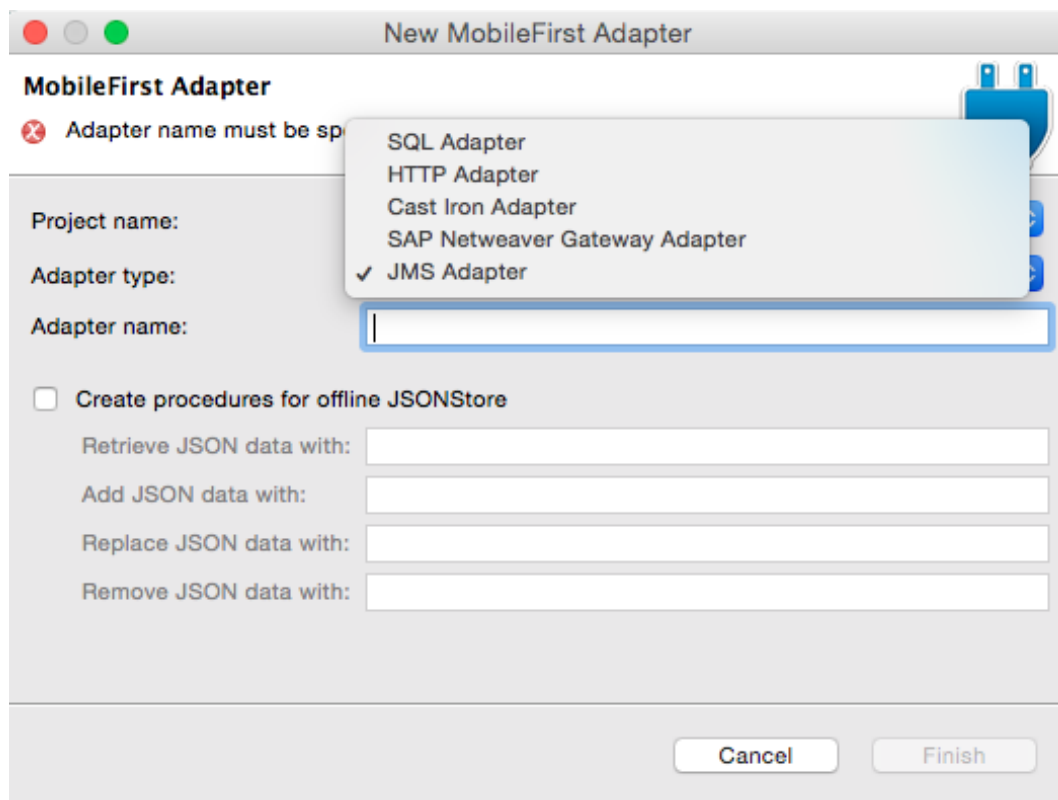 New MobileFirst Adapter
MobileFirst Adapter
Adapter name must be
SQL Adapter
HTTP Adapter
Cast Iron Adapter
SAP Netweaver Gateway Adapter
JMS Adapter
Project name:
Adapter type:
Adapter name:
Create procedures for offline JSONStore
Retrieve JSON data with:
Add JSON data with:
Replace JSON data with:
Remove JSON data with:
Cancel
Finish